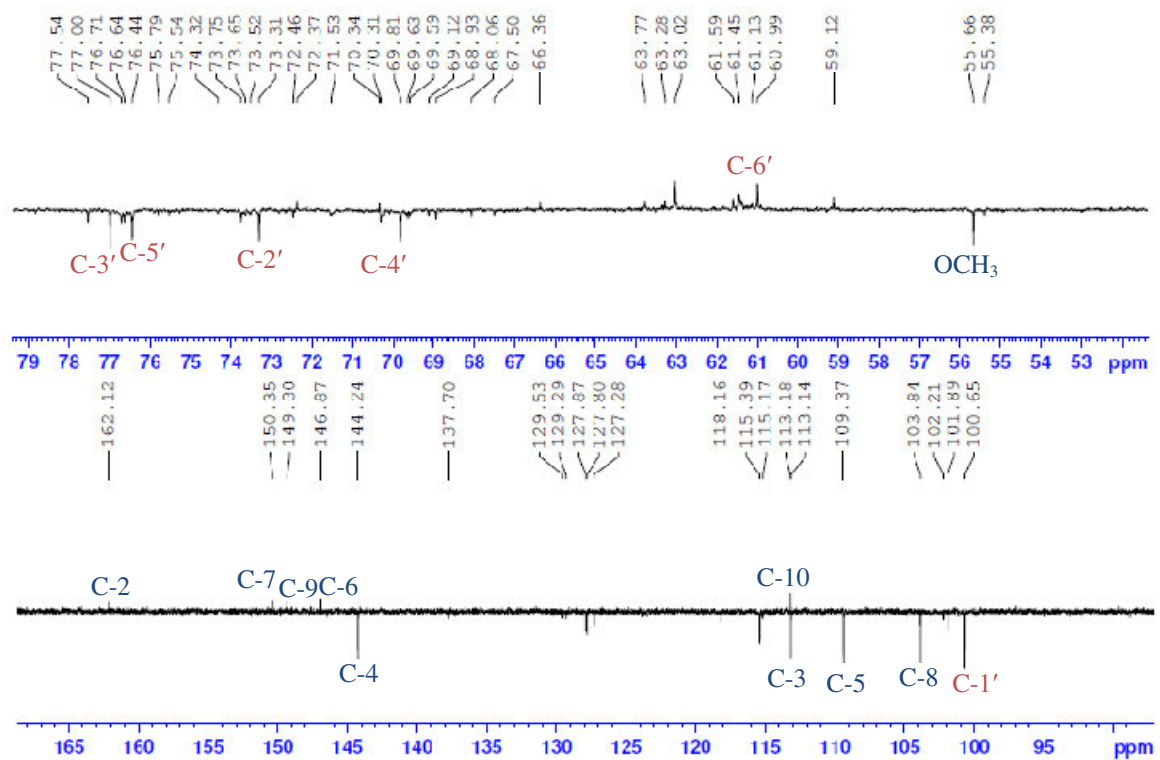 77.54 77.00 76.71 76.64 76.44 75.79 75.54 74.32 73.75 73.65 73.52 73.31 72.46 72.37 71.53 70.34 70.31 69.81 69.63 69.59 69.12 68.93 68.06 67.50 66.36 63.77 63.28 63.02 61.59 61.45 61.13 60.99 59.12 55.66 55.38
C-6′
C-3′ C-5′ C-2′ C-4′ OCH3
79 78 77 76 75 74 73 72 71 70 69 68 67 66 65 64 63 62 61 60 59 58 57 56 55 54 53 ppm
162.12 150.35 149.30 146.87 144.24 137.70 129.53 129.29 127.87 127.80 127.28 118.16 115.39 115.17 113.18 113.14 109.37 103.84 102.21 101.89 100.65
C-2 C-7 C-9 C-6 C-10
C-4 C-3 C-5 C-8 C-1′
165 160 155 150 145 140 135 130 125 120 115 110 105 100 95 ppm